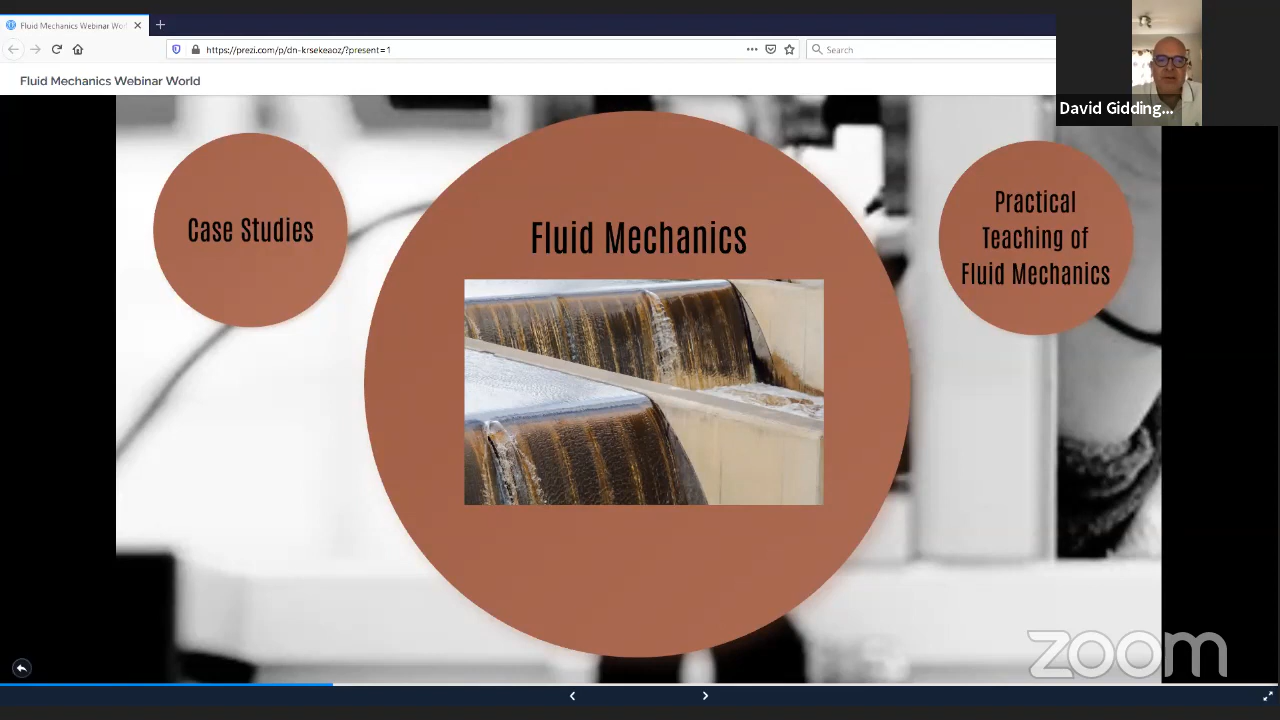 Fluid Mechanics Webinar Wor
https://prezi.com/p/dn-krsekeaoz/?present=1
Search
Fluid Mechanics Webinar World
David Gidding...
Case Studies
Fluid Mechanics
Practical
Teaching of
Fluid Mechanics
zoom